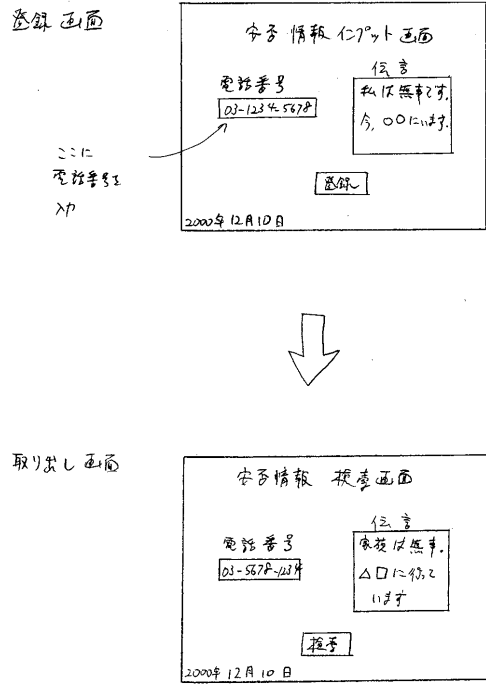 登録画面
安否情報インプット画面
電話番号
03-1234-5678
伝言
私は無事です。
今、○○にいます。
ここに
電話番号を
入力
登録
2000年12月10日
取り出し画面
安否情報 検索画面
電話番号
03-5678-1234
伝言
家族は無事。
△□に行って
います
検索
2000年12月10日